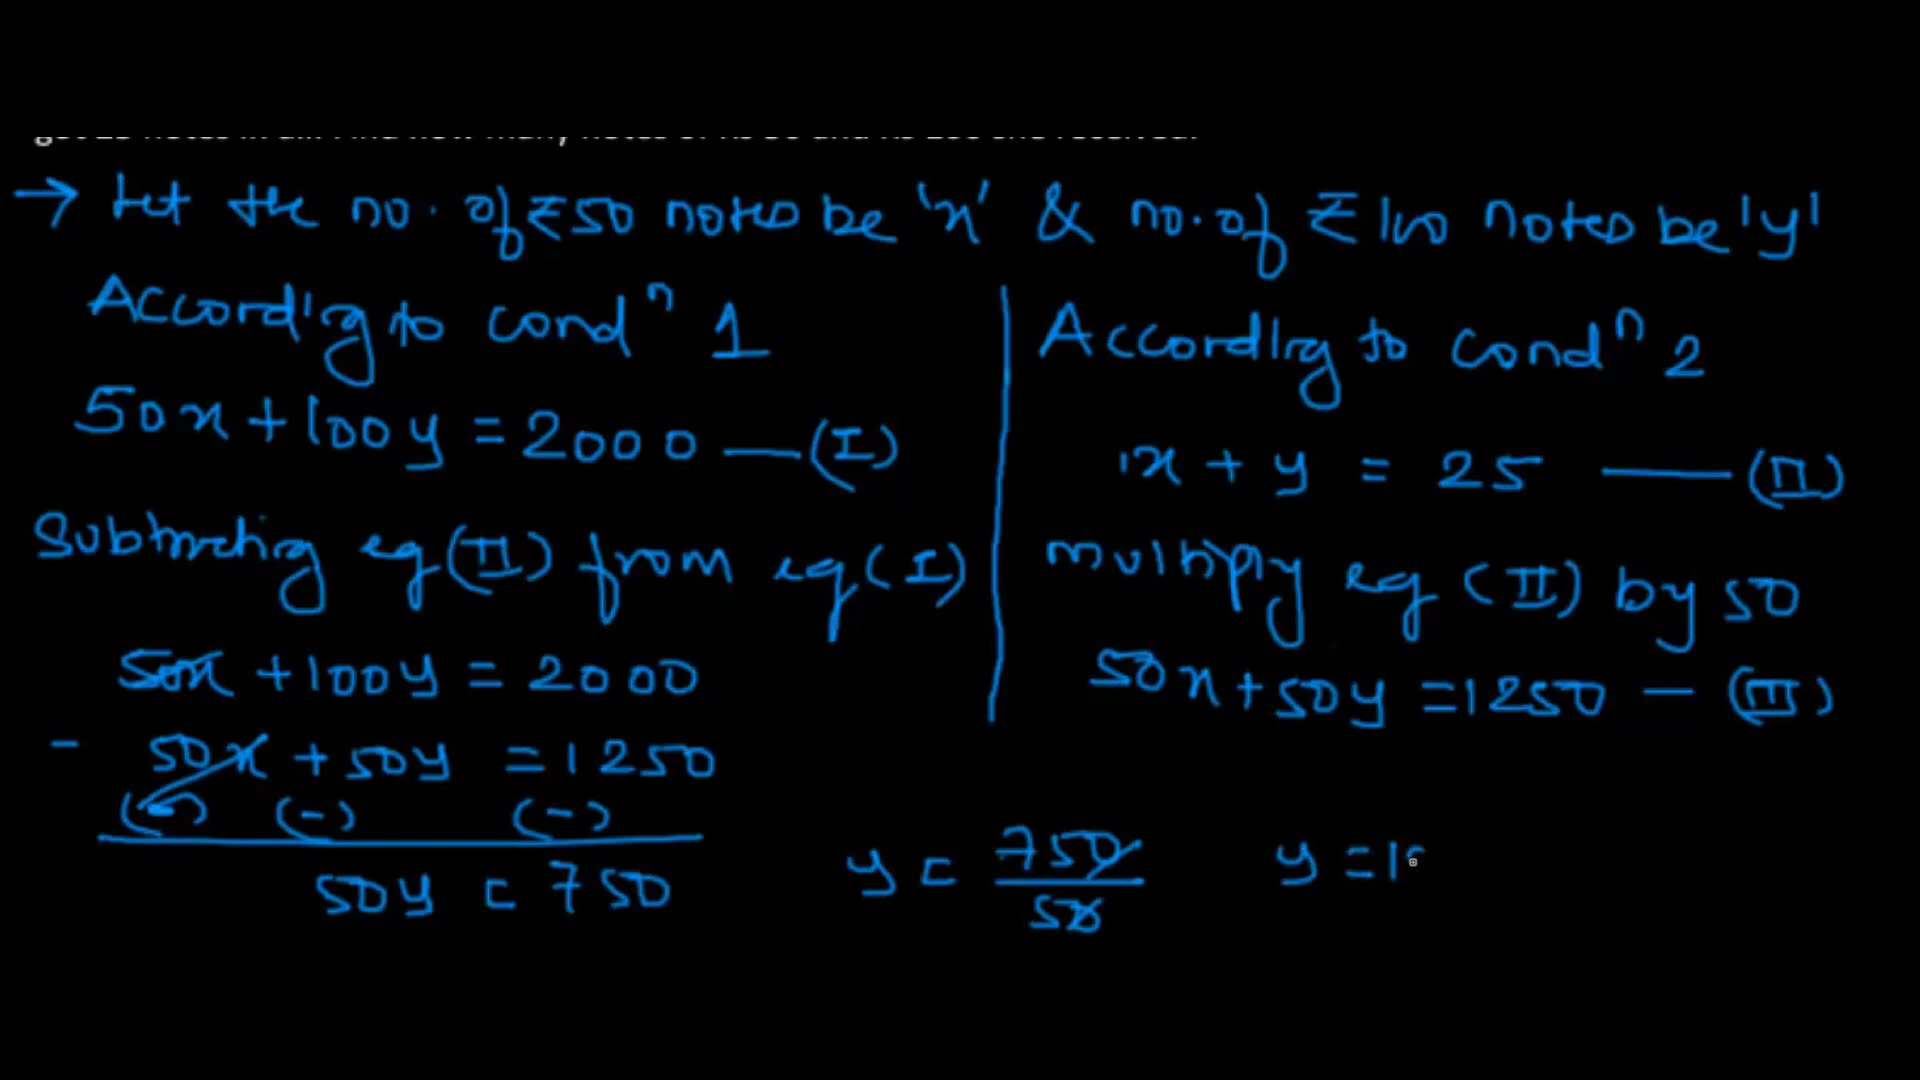 → Let the no. of ₹50 notes be 'x' & no. of ₹100 notes be 'y'
According to condⁿ 1
50x + 100y = 2000 — (I)
Subtracting eq (II) from eq (I)
50x + 100y = 2000
- 50x + 50y = 1250
(-) (-) (-)
50y = 750
According to condⁿ 2
x + y = 25 — (II)
multiply eq (II) by 50
50x + 50y = 1250 — (III)
y = 750/50
y = 1